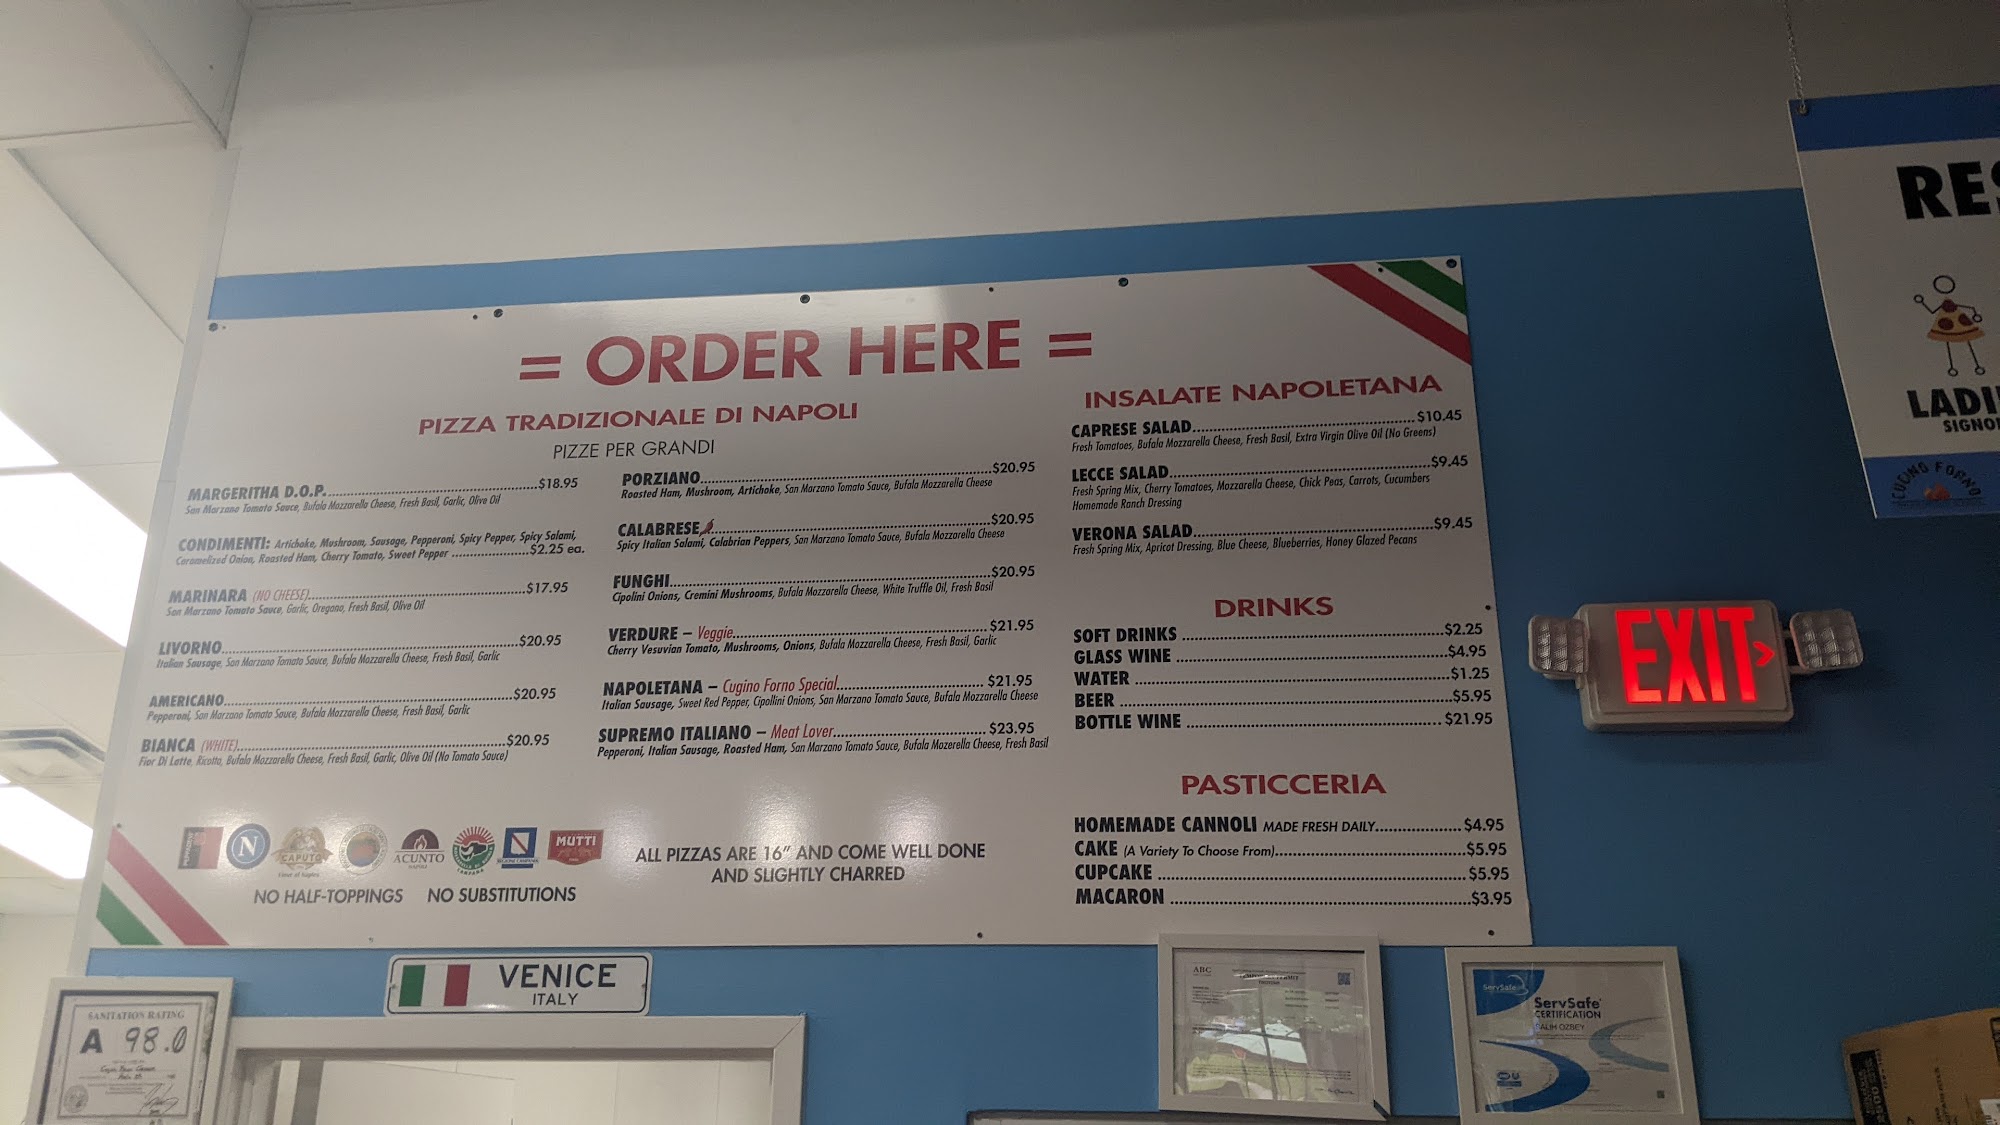 = ORDER HERE =
PIZZA TRADIZIONALE DI NAPOLI
PIZZE PER GRANDI
MARGERITHA D.O.P. $18.95
San Marzano Tomato Sauce, Bufala Mozzarella Cheese, Fresh Basil, Garlic, Olive Oil
CONDIMENTI: Artichoke, Mushroom, Sausage, Pepperoni, Spicy Pepper, Spicy Salami,
Caramelized Onion, Roasted Ham, Cherry Tomato, Sweet Pepper $2.25 ea.
MARINARA (NO CHEESE) $17.95
San Marzano Tomato Sauce, Garlic, Oregano, Fresh Basil, Olive Oil
LIVORNO $20.95
Italian Sausage, San Marzano Tomato Sauce, Bufala Mozzarella Cheese, Fresh Basil, Garlic
AMERICANO $20.95
Pepperoni, San Marzano Tomato Sauce, Bufala Mozzarella Cheese, Fresh Basil, Garlic
BIANCA (WHITE) $20.95
Fior Di Latte, Ricotta, Bufala Mozzarella Cheese, Fresh Basil, Garlic, Olive Oil (No Tomato Sauce)
PORZIANO $20.95
Roasted Ham, Mushroom, Artichoke, San Marzano Tomato Sauce, Bufala Mozzarella Cheese
CALABRESE $20.95
Spicy Italian Salami, Calabrian Peppers, San Marzano Tomato Sauce, Bufala Mozzarella Cheese
FUNGHI $20.95
Cipolini Onions, Cremini Mushrooms, Bufala Mozzarella Cheese, White Truffle Oil, Fresh Basil
VERDURE – Veggie $21.95
Cherry Vesuvian Tomato, Mushrooms, Onions, Bufala Mozzarella Cheese, Fresh Basil, Garlic
NAPOLETANA – Cugino Forno Special $21.95
Italian Sausage, Sweet Red Pepper, Cipollini Onions, San Marzano Tomato Sauce, Bufala Mozzarella Cheese
SUPREMO ITALIANO – Meat Lover $23.95
Pepperoni, Italian Sausage, Roasted Ham, San Marzano Tomato Sauce, Bufala Mozerella Cheese, Fresh Basil
N
CAPUTO
ACUNTO
NAPOLI
MUTTI
NO HALF-TOPPINGS NO SUBSTITUTIONS
ALL PIZZAS ARE 16" AND COME WELL DONE
AND SLIGHTLY CHARRED
INSALATE NAPOLETANA
CAPRESE SALAD $10.45
Fresh Tomatoes, Bufala Mozzarella Cheese, Fresh Basil, Extra Virgin Olive Oil (No Greens)
LECCE SALAD $9.45
Fresh Spring Mix, Cherry Tomatoes, Mozzarella Cheese, Chick Peas, Carrots, Cucumbers
Homemade Ranch Dressing
VERONA SALAD $9.45
Fresh Spring Mix, Apricot Dressing, Blue Cheese, Blueberries, Honey Glazed Pecans
DRINKS
SOFT DRINKS $2.25
GLASS WINE $4.95
WATER $1.25
BEER $5.95
BOTTLE WINE $21.95
PASTICCERIA
HOMEMADE CANNOLI MADE FRESH DAILY $4.95
CAKE (A Variety To Choose From) $5.95
CUPCAKE $5.95
MACARON $3.95
EXIT
RES
LADI
SIGNO
CUGINO FORNO
VENICE
ITALY
SANITATION RATING
A 98.0
ABC
ServSafe
ServSafe
CERTIFICATION